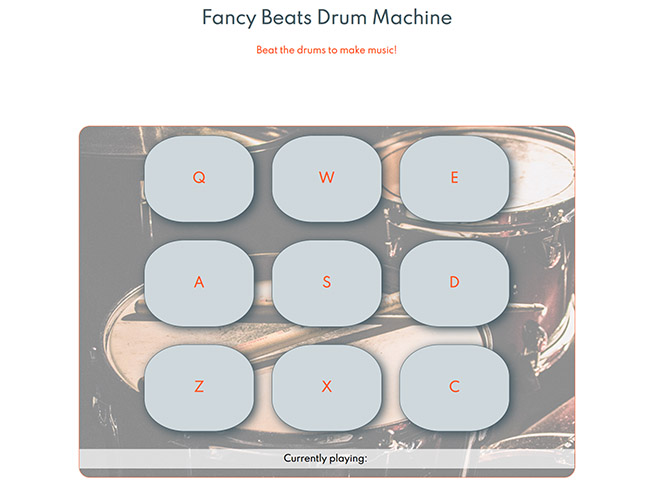 Fancy Beats Drum Machine
Beat the drums to make music!
Q W E
A S D
Z X C
Currently playing: